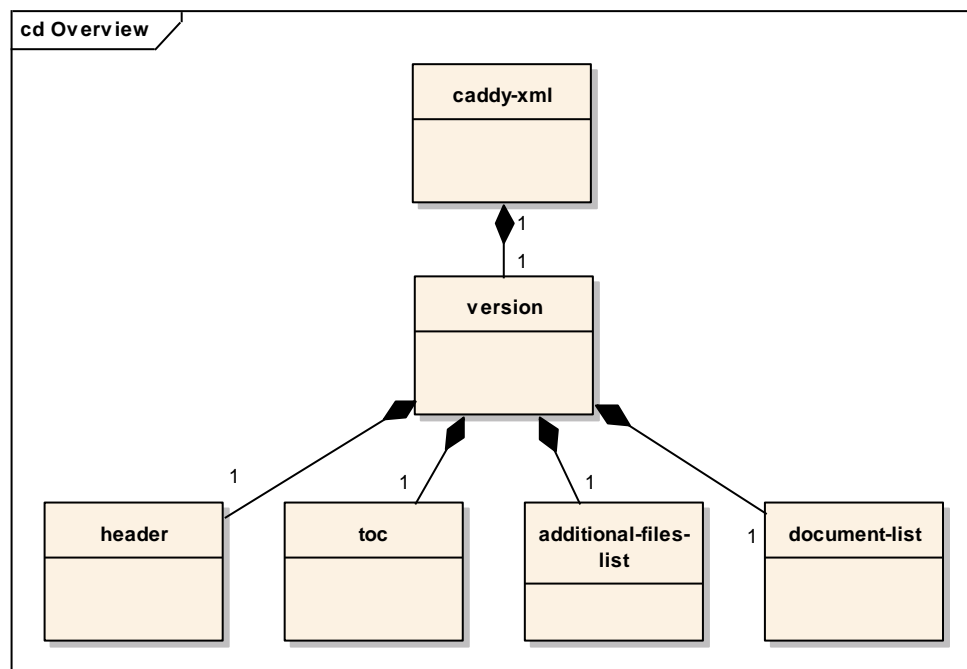 cd Overview
caddy-xml
1
1
version
1
1
1
1
header
toc
additional-files-
list
document-list